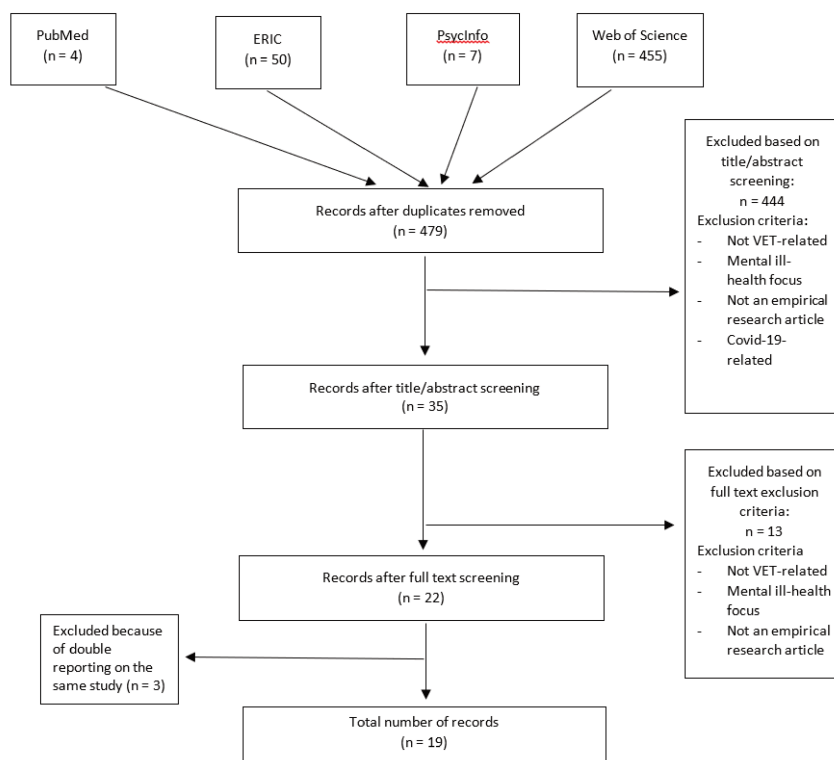 PubMed
(n = 4)
ERIC
(n = 50)
PsycInfo
(n = 7)
Web of Science
(n = 455)
Records after duplicates removed
(n = 479)
Excluded based on
title/abstract
screening:
n = 444
Exclusion criteria:
- Not VET-related
- Mental ill-
health focus
- Not an empirical
research article
- Covid-19-
related
Records after title/abstract screening
(n = 35)
Excluded based on
full text exclusion
criteria:
n = 13
Exclusion criteria
- Not VET-related
- Mental ill-health
focus
- Not an empirical
research article
Records after full text screening
(n = 22)
Excluded because
of double
reporting on the
same study (n = 3)
Total number of records
(n = 19)